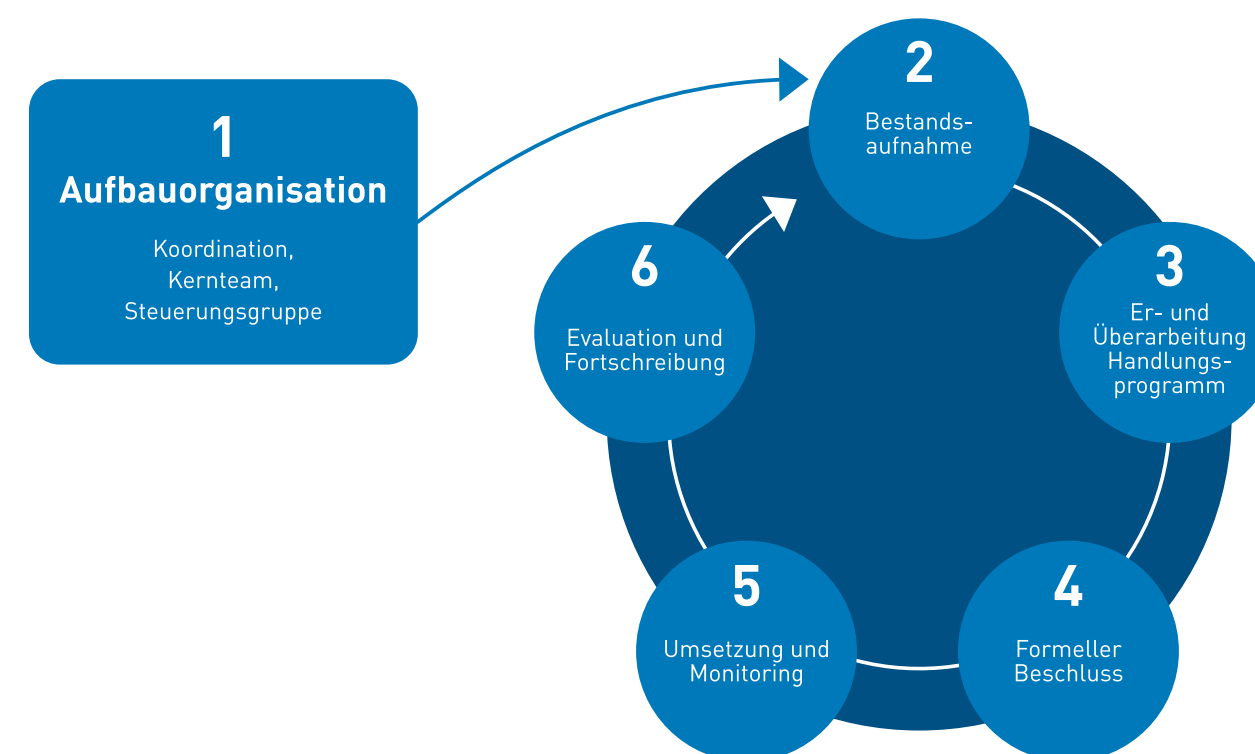 1
Aufbauorganisation
Koordination,
Kernteam,
Steuerungsgruppe
2
Bestands-
aufnahme
3
Er- und
Überarbeitung
Handlungs-
programm
4
Formeller
Beschluss
5
Umsetzung und
Monitoring
6
Evaluation und
Fortschreibung